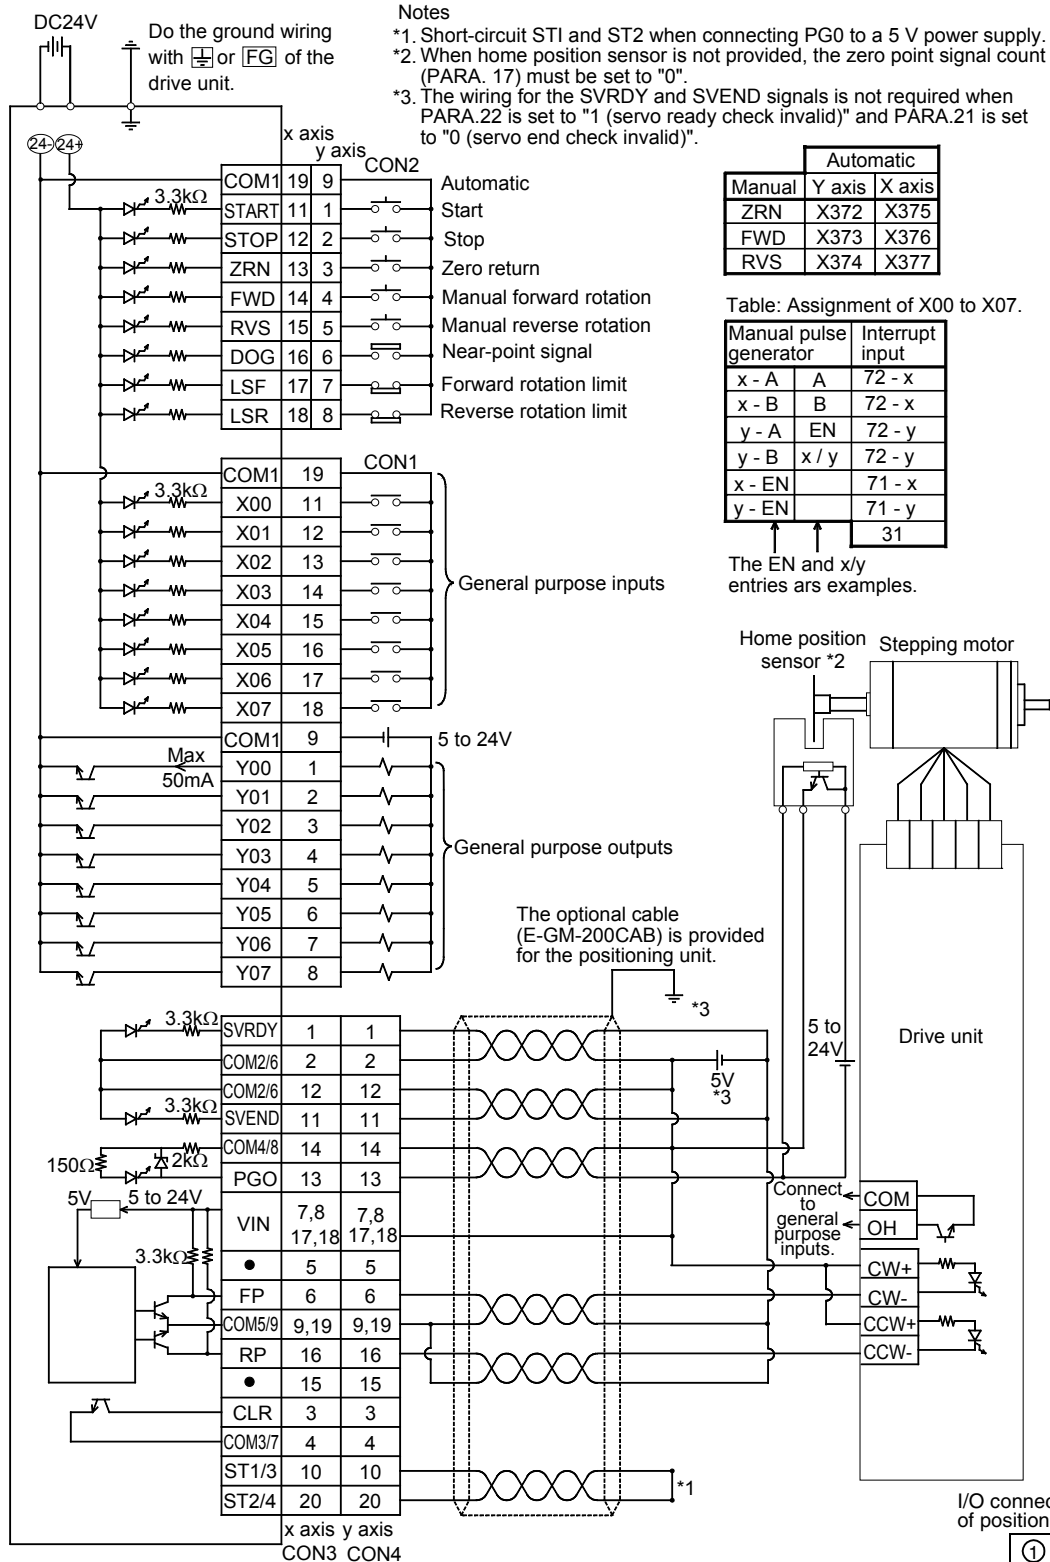 DC24V
Do the ground wiring
with or FG of the
drive unit.
Notes
*1. Short-circuit STI and ST2 when connecting PG0 to a 5 V power supply.
*2. When home position sensor is not provided, the zero point signal count
(PARA. 17) must be set to "0".
*3. The wiring for the SVRDY and SVEND signals is not required when
PARA.22 is set to "1 (servo ready check invalid)" and PARA.21 is set
to "0 (servo end check invalid)".
24- 24+
x axis
y axis
CON2
COM1 19 9 Automatic
3.3kΩ START 11 1 Start
STOP 12 2 Stop
ZRN 13 3 Zero return
FWD 14 4 Manual forward rotation
RVS 15 5 Manual reverse rotation
DOG 16 6 Near-point signal
LSF 17 7 Forward rotation limit
LSR 18 8 Reverse rotation limit
Automatic
Manual Y axis X axis
ZRN X372 X375
FWD X373 X376
RVS X374 X377
Table: Assignment of X00 to X07.
Manual pulse Interrupt
generator input
x - A A 72 - x
x - B B 72 - x
y - A EN 72 - y
y - B x / y 72 - y
x - EN 71 - x
y - EN 71 - y
31
The EN and x/y
entries ars examples.
CON1
COM1 19
3.3kΩ X00 11
X01 12
X02 13
X03 14
General purpose inputs
X04 15
X05 16
X06 17
X07 18
COM1 9 5 to 24V
Max
50mA
Y00 1
Y01 2
Y02 3
Y03 4
General purpose outputs
Y04 5
Y05 6
Y06 7
Y07 8
Home position
sensor *2
Stepping motor
The optional cable
(E-GM-200CAB) is provided
for the positioning unit.
*3
5 to
24V
Drive unit
3.3kΩ SVRDY 1 1
COM2/6 2 2
5V
*3
COM2/6 12 12
3.3kΩ SVEND 11 11
COM4/8 14 14
150Ω 2kΩ
PGO 13 13
5V 5 to 24V
VIN 7,8 7,8
17,18 17,18
3.3kΩ
● 5 5
FP 6 6
COM5/9 9,19 9,19
RP 16 16
● 15 15
CLR 3 3
COM3/7 4 4
ST1/3 10 10
*1
ST2/4 20 20
x axis y axis
CON3 CON4
Connect
to
general
purpose
inputs.
COM
OH
CW+
CW-
CCW+
CCW-
I/O connec
of position
①